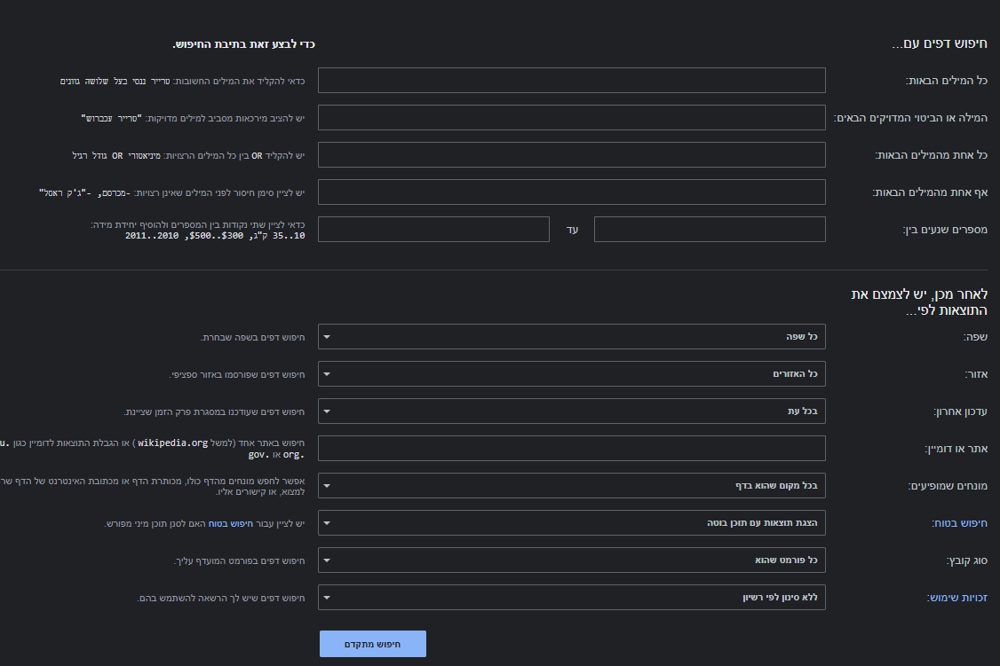 חיפוש דפים עם...
כדי לבצע זאת בתיבת החיפוש.
כל המילים הבאות:
כדאי להקליד את המילים החשובות: טרייר ננסי בעל שלושה גוונים
המילה או הביטוי המדויקים הבאים:
יש להציב מירכאות מסביב למילים מדויקות: "טרייר עכברוש"
כל אחת מהמילים הבאות:
יש להקליד OR בין כל המילים הרצויות: מיניאטורי OR גודל רגיל
אף אחת מהמילים הבאות:
יש לציין סימן חיסור לפני המילים שאינן רצויות: -מכרסם, -"ג'ק ראסל"
מספרים שנעים בין:
עד
כדאי לציין שתי נקודות בין המספרים ולהוסיף יחידת מידה:
10..35 ק"ג, $300..$500, 2010..2011
לאחר מכן, יש לצמצם את
התוצאות לפי...
שפה:
כל שפה
חיפוש דפים בשפה שבחרת.
אזור:
כל האזורים
חיפוש דפים שפורסמו באזור ספציפי.
עדכון אחרון:
בכל עת
חיפוש דפים שעודכנו במסגרת פרק הזמן שציינת.
אתר או דומיין:
חיפוש באתר אחד (למשל wikipedia.org ) או הגבלת התוצאות לדומיין כגון
.org או .gov
מונחים שמופיעים:
בכל מקום שהוא בדף
אפשר לחפש מונחים מהדף כולו, מכותרת הדף או מכתובת האינטרנט של הדף
למצוא, או קישורים אליו.
חיפוש בטוח:
הצגת תוצאות עם תוכן בוטה
יש לציין עבור חיפוש בטוח האם לסנן תוכן מיני מפורש.
סוג קובץ:
כל פורמט שהוא
חיפוש דפים בפורמט המועדף עליך.
זכויות שימוש:
ללא סינון לפי רשיון
חיפוש דפים שיש לך הרשאה להשתמש בהם.
חיפוש מתקדם